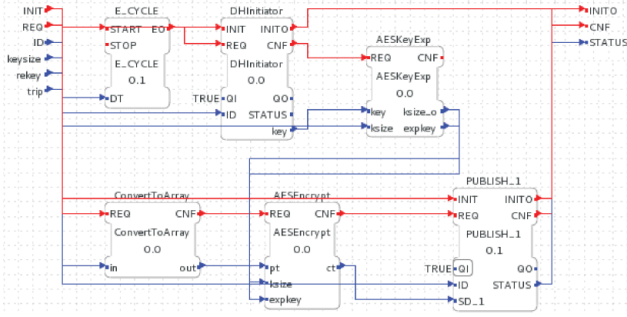 INIT
REQ
ID
keysize
rekey
trip
E_CYCLE
START EO
STOP
E_CYCLE
0.1
DT
DHInitiator
INIT INITO
REQ CNF
DHInitiator
0.0
TRUE QI QO
ID STATUS
key
AESKeyExp
REQ CNF
AESKeyExp
0.0
key ksize_o
ksize expkey
INITO
CNF
STATUS
ConvertToArray
REQ CNF
ConvertToArray
0.0
in out
AESEncrypt
REQ CNF
AESEncrypt
0.0
pt ct
ksize
expkey
PUBLISH_1
INIT INITO
REQ CNF
PUBLISH_1
0.1
TRUE QI QO
ID STATUS
SD_1